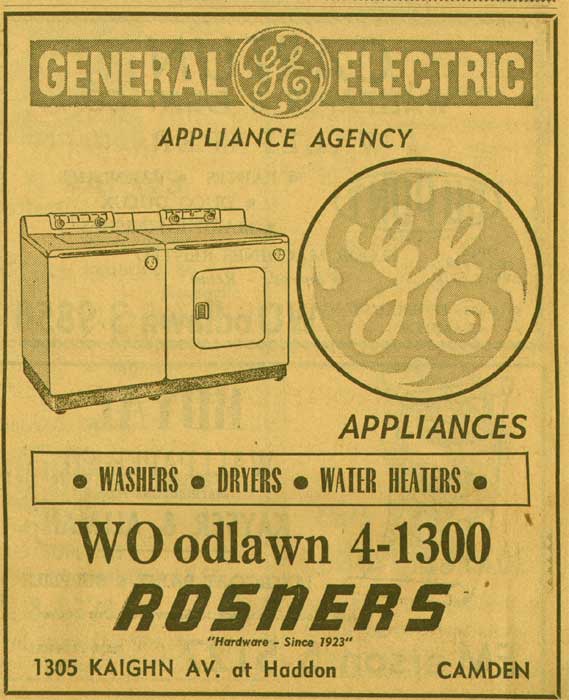 GENERAL GE ELECTRIC
APPLIANCE AGENCY
GE
APPLIANCES
• WASHERS • DRYERS • WATER HEATERS •
WO odlawn 4-1300
ROSNERS
"Hardware - Since 1923"
1305 KAIGHN AV. at Haddon CAMDEN